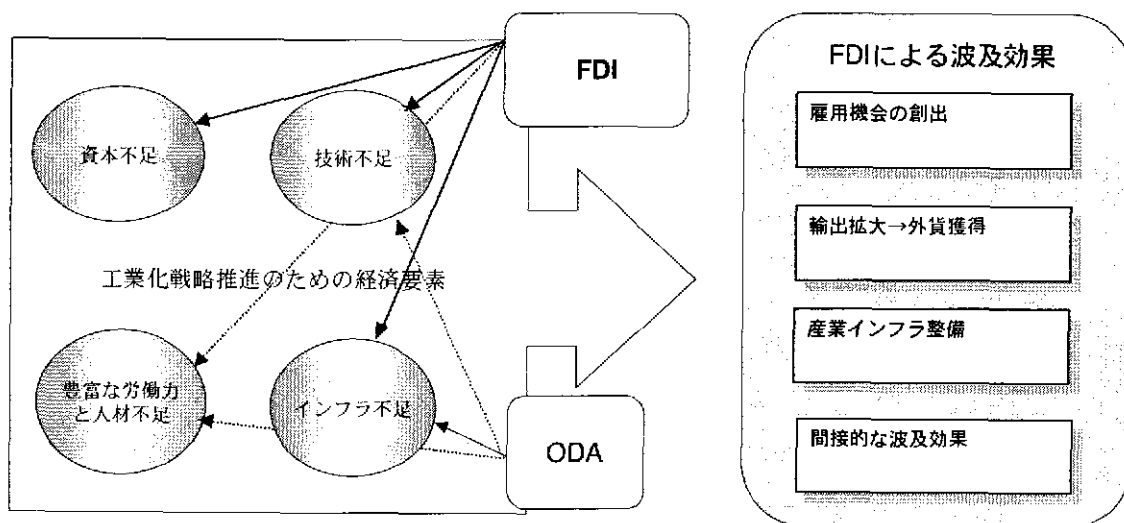 FDI
資本不足
技術不足
工業化戦略推進のための経済要素
豊富な労働力
と人材不足
インフラ不足
ODA
FDIによる波及効果
雇用機会の創出
輸出拡大→外貨獲得
産業インフラ整備
間接的な波及効果